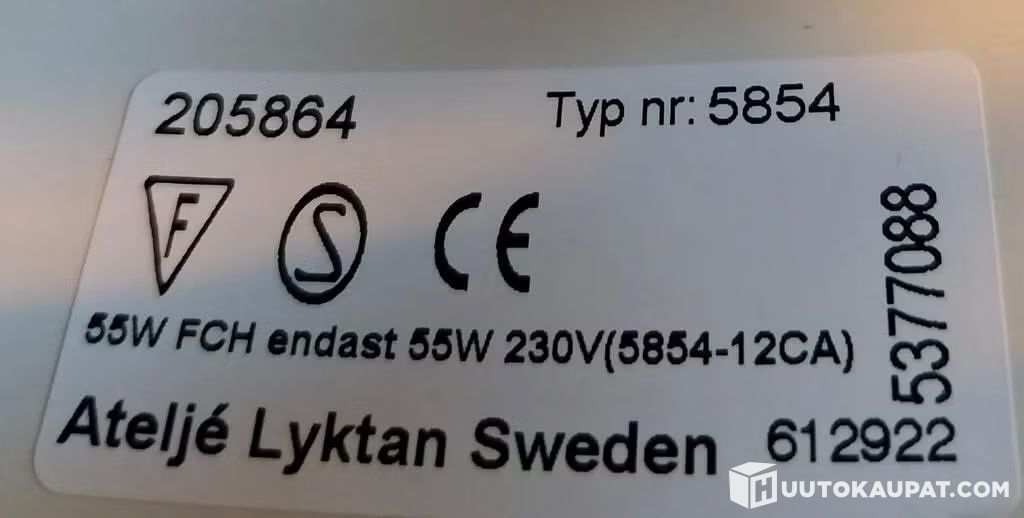 205864 Typ nr: 5854
F S CE
55W FCH endast 55W 230V(5854-12CA)
5377088
Ateljé Lyktan Sweden 612922
HUUTOKAUPAT.COM